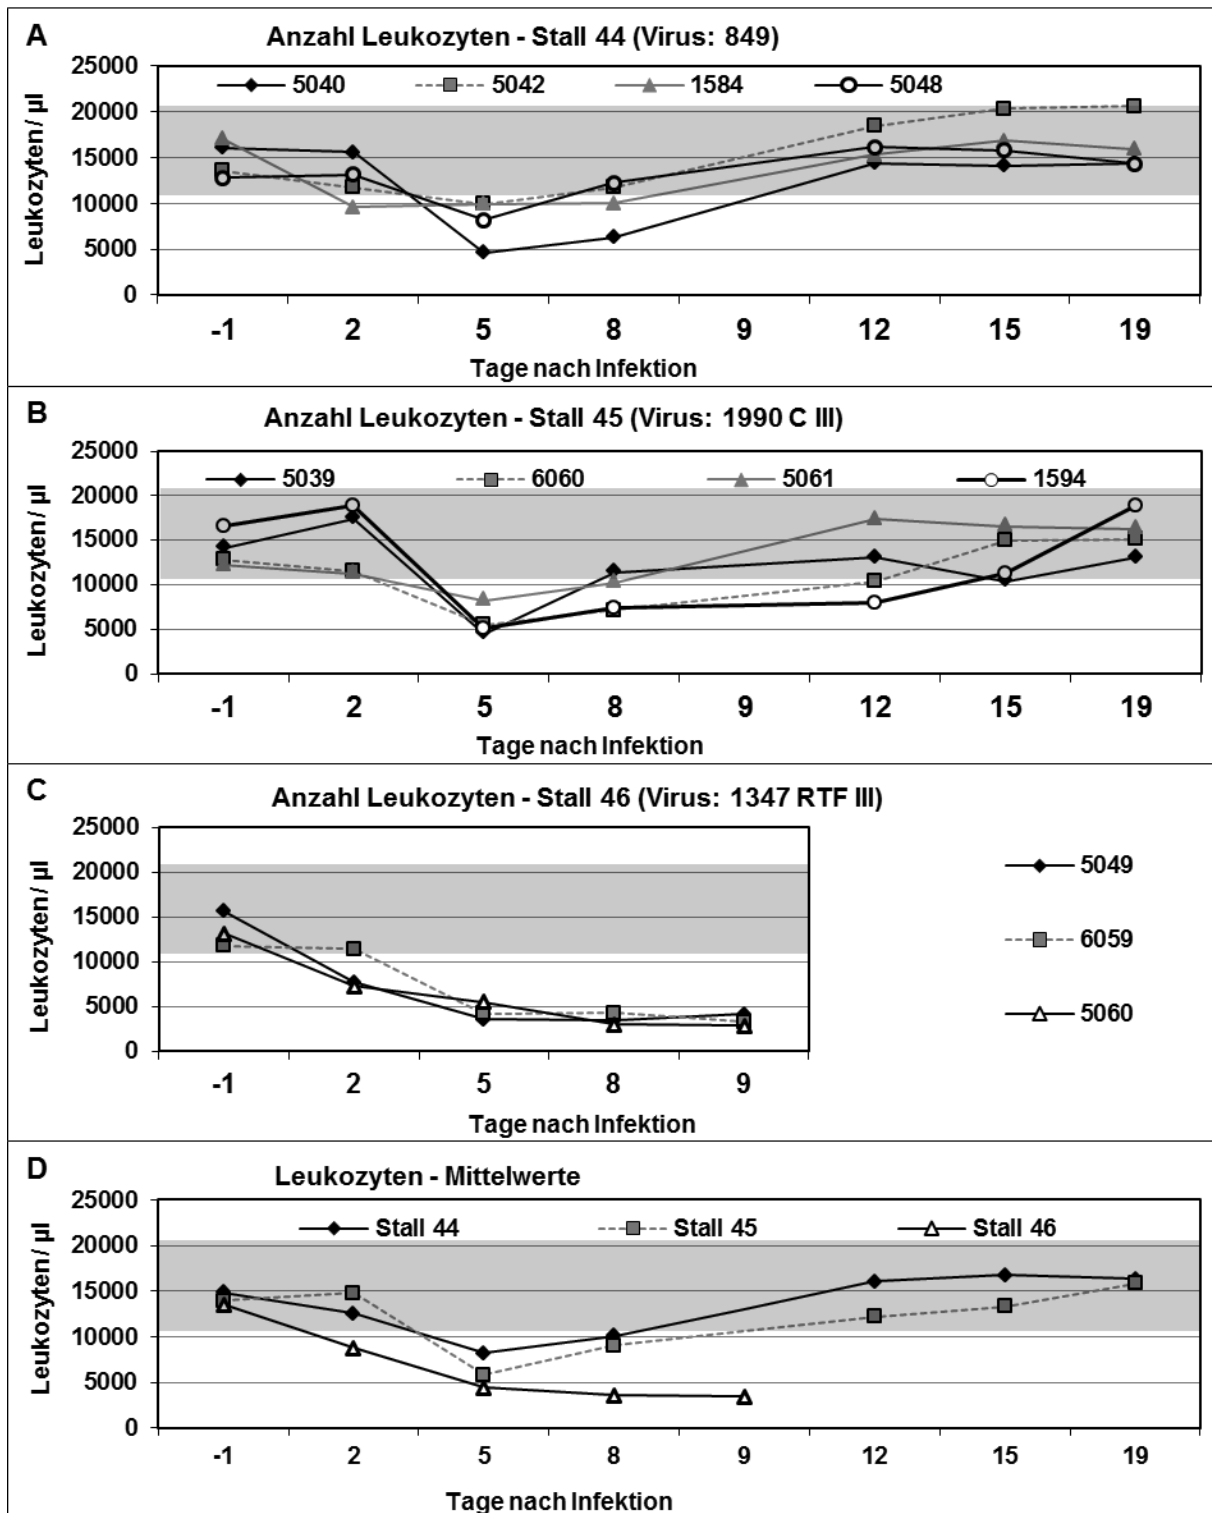 A
Anzahl Leukozyten - Stall 44 (Virus: 849)
Leukozyten/ µl
25000
20000
15000
10000
5000
0
5040 5042 1584 5048
-1 2 5 8 9 12 15 19
Tage nach Infektion
B
Anzahl Leukozyten - Stall 45 (Virus: 1990 C III)
Leukozyten/ µl
25000
20000
15000
10000
5000
0
5039 6060 5061 1594
-1 2 5 8 9 12 15 19
Tage nach Infektion
C
Anzahl Leukozyten - Stall 46 (Virus: 1347 RTF III)
Leukozyten/ µl
25000
20000
15000
10000
5000
0
-1 2 5 8 9
Tage nach Infektion
5049
6059
5060
D
Leukozyten - Mittelwerte
Leukozyten/ µl
25000
20000
15000
10000
5000
0
Stall 44 Stall 45 Stall 46
-1 2 5 8 9 12 15 19
Tage nach Infektion